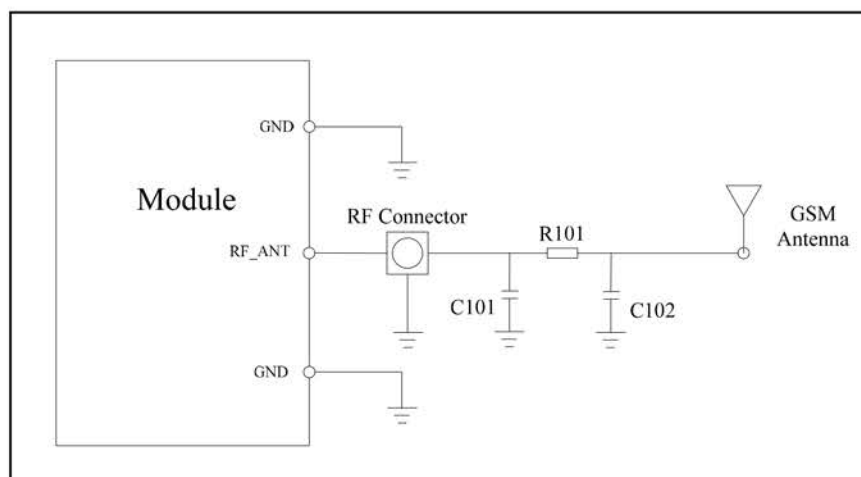 GND
Module
RF Connector
GSM
Antenna
R101
RF_ANT
C101
C102
GND